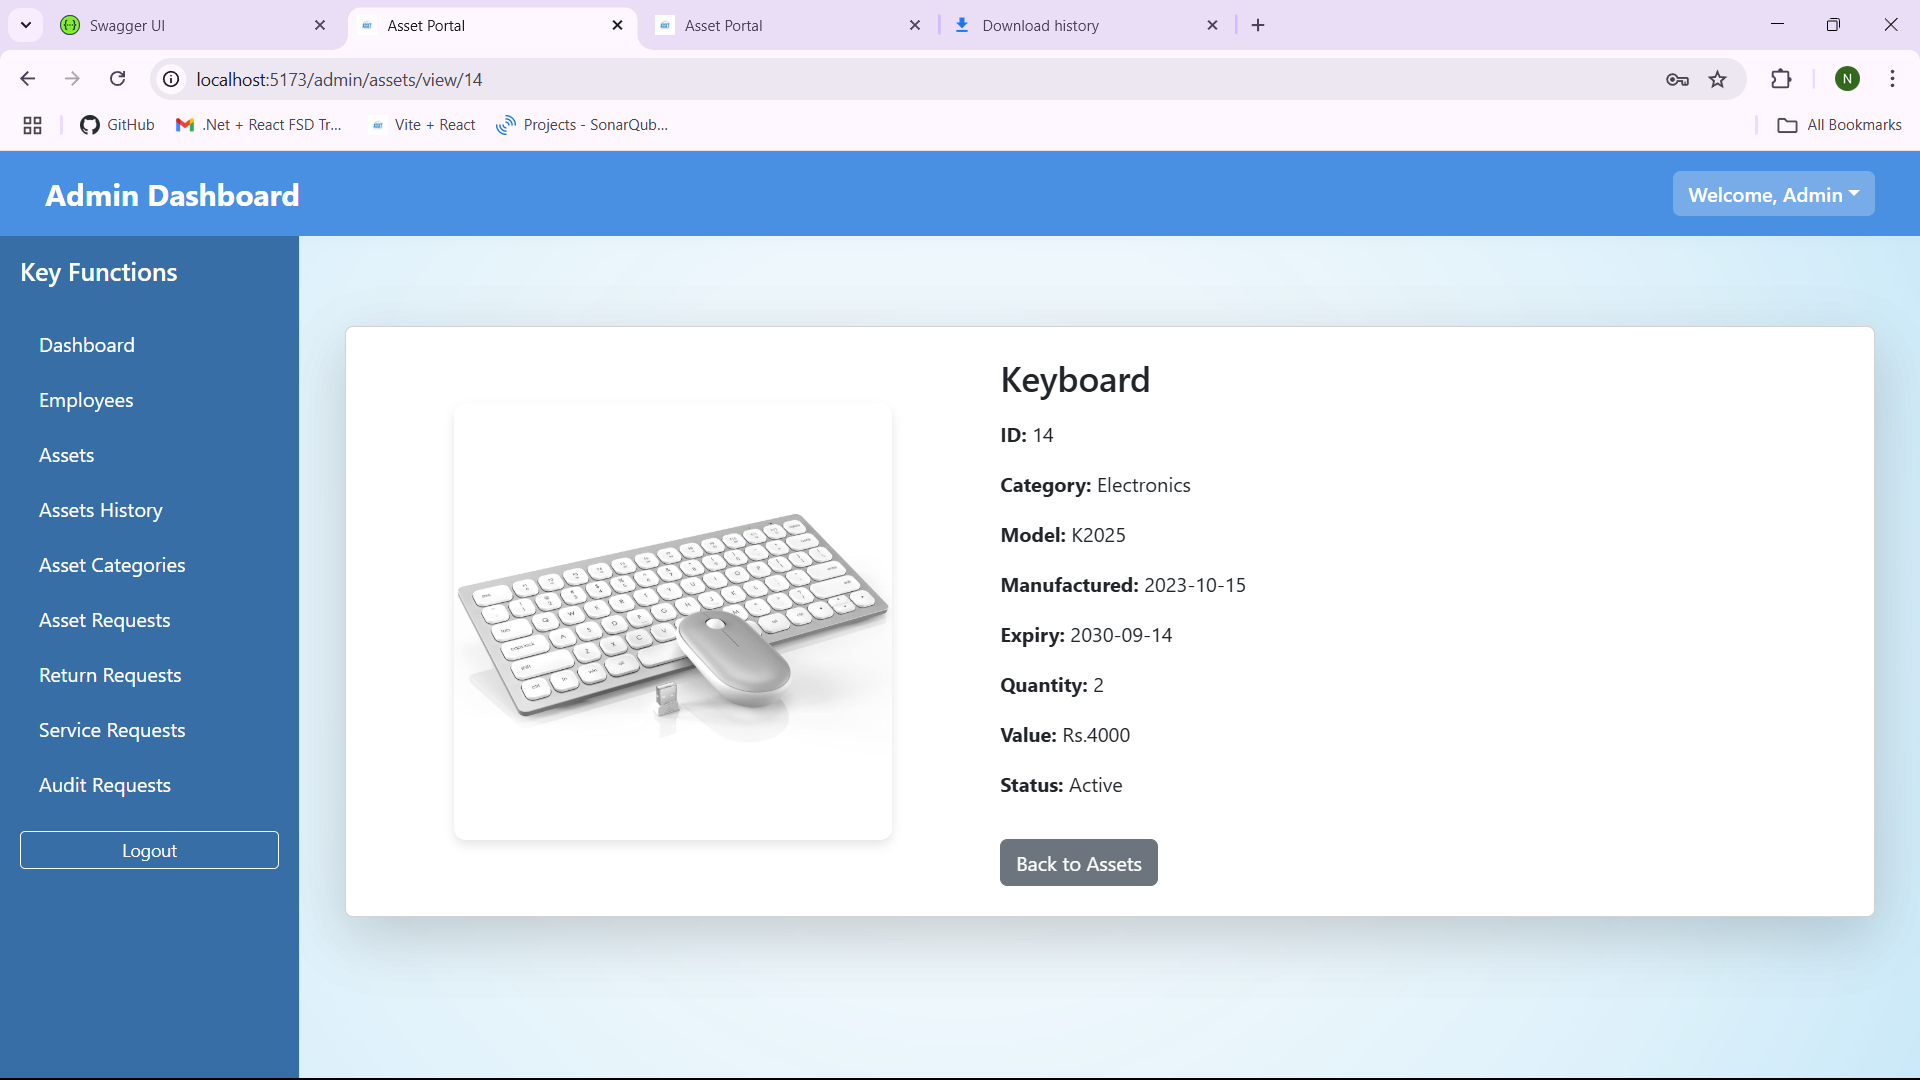 Swagger UI
Asset Portal
Asset Portal
Download history
localhost:5173/admin/assets/view/14
N
GitHub
.Net + React FSD Tr...
Vite + React
Projects - SonarQub...
All Bookmarks
Admin Dashboard
Welcome, Admin
Key Functions
Dashboard
Employees
Assets
Assets History
Asset Categories
Asset Requests
Return Requests
Service Requests
Audit Requests
Logout
Keyboard
ID: 14
Category: Electronics
Model: K2025
Manufactured: 2023-10-15
Expiry: 2030-09-14
Quantity: 2
Value: Rs.4000
Status: Active
Back to Assets